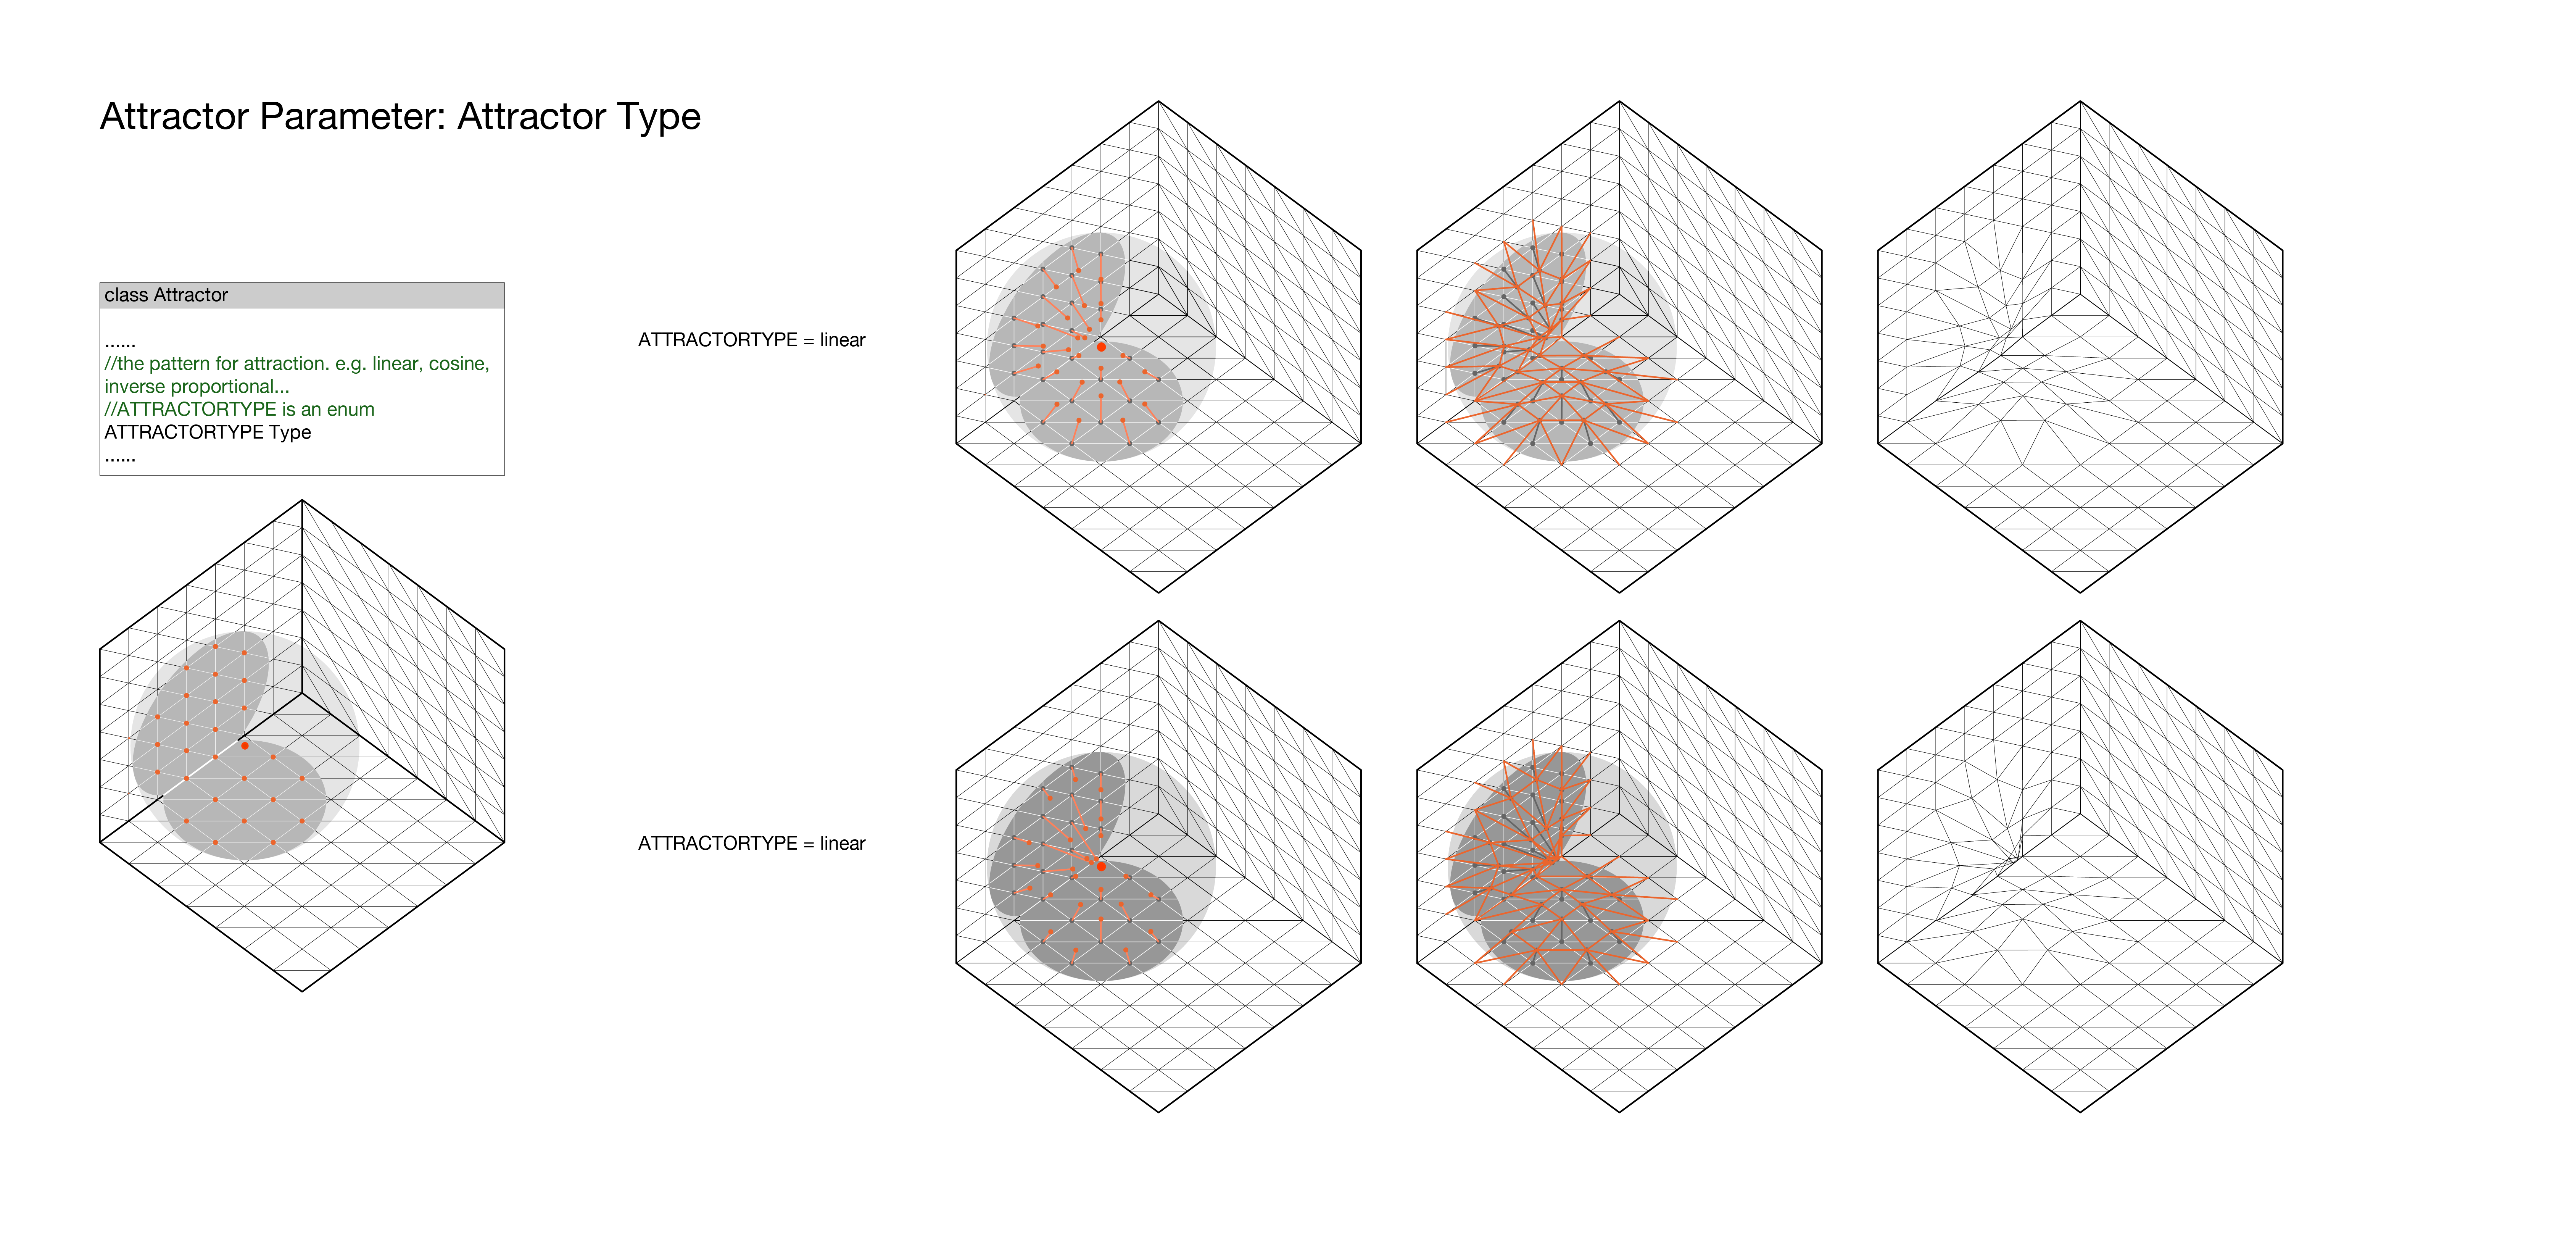 Attractor Parameter: Attractor Type
class Attractor
......
//the pattern for attraction. e.g. linear, cosine,
inverse proportional...
//ATTRACTORTYPE is an enum
ATTRACTORTYPE Type
......
ATTRACTORTYPE = linear
ATTRACTORTYPE = linear